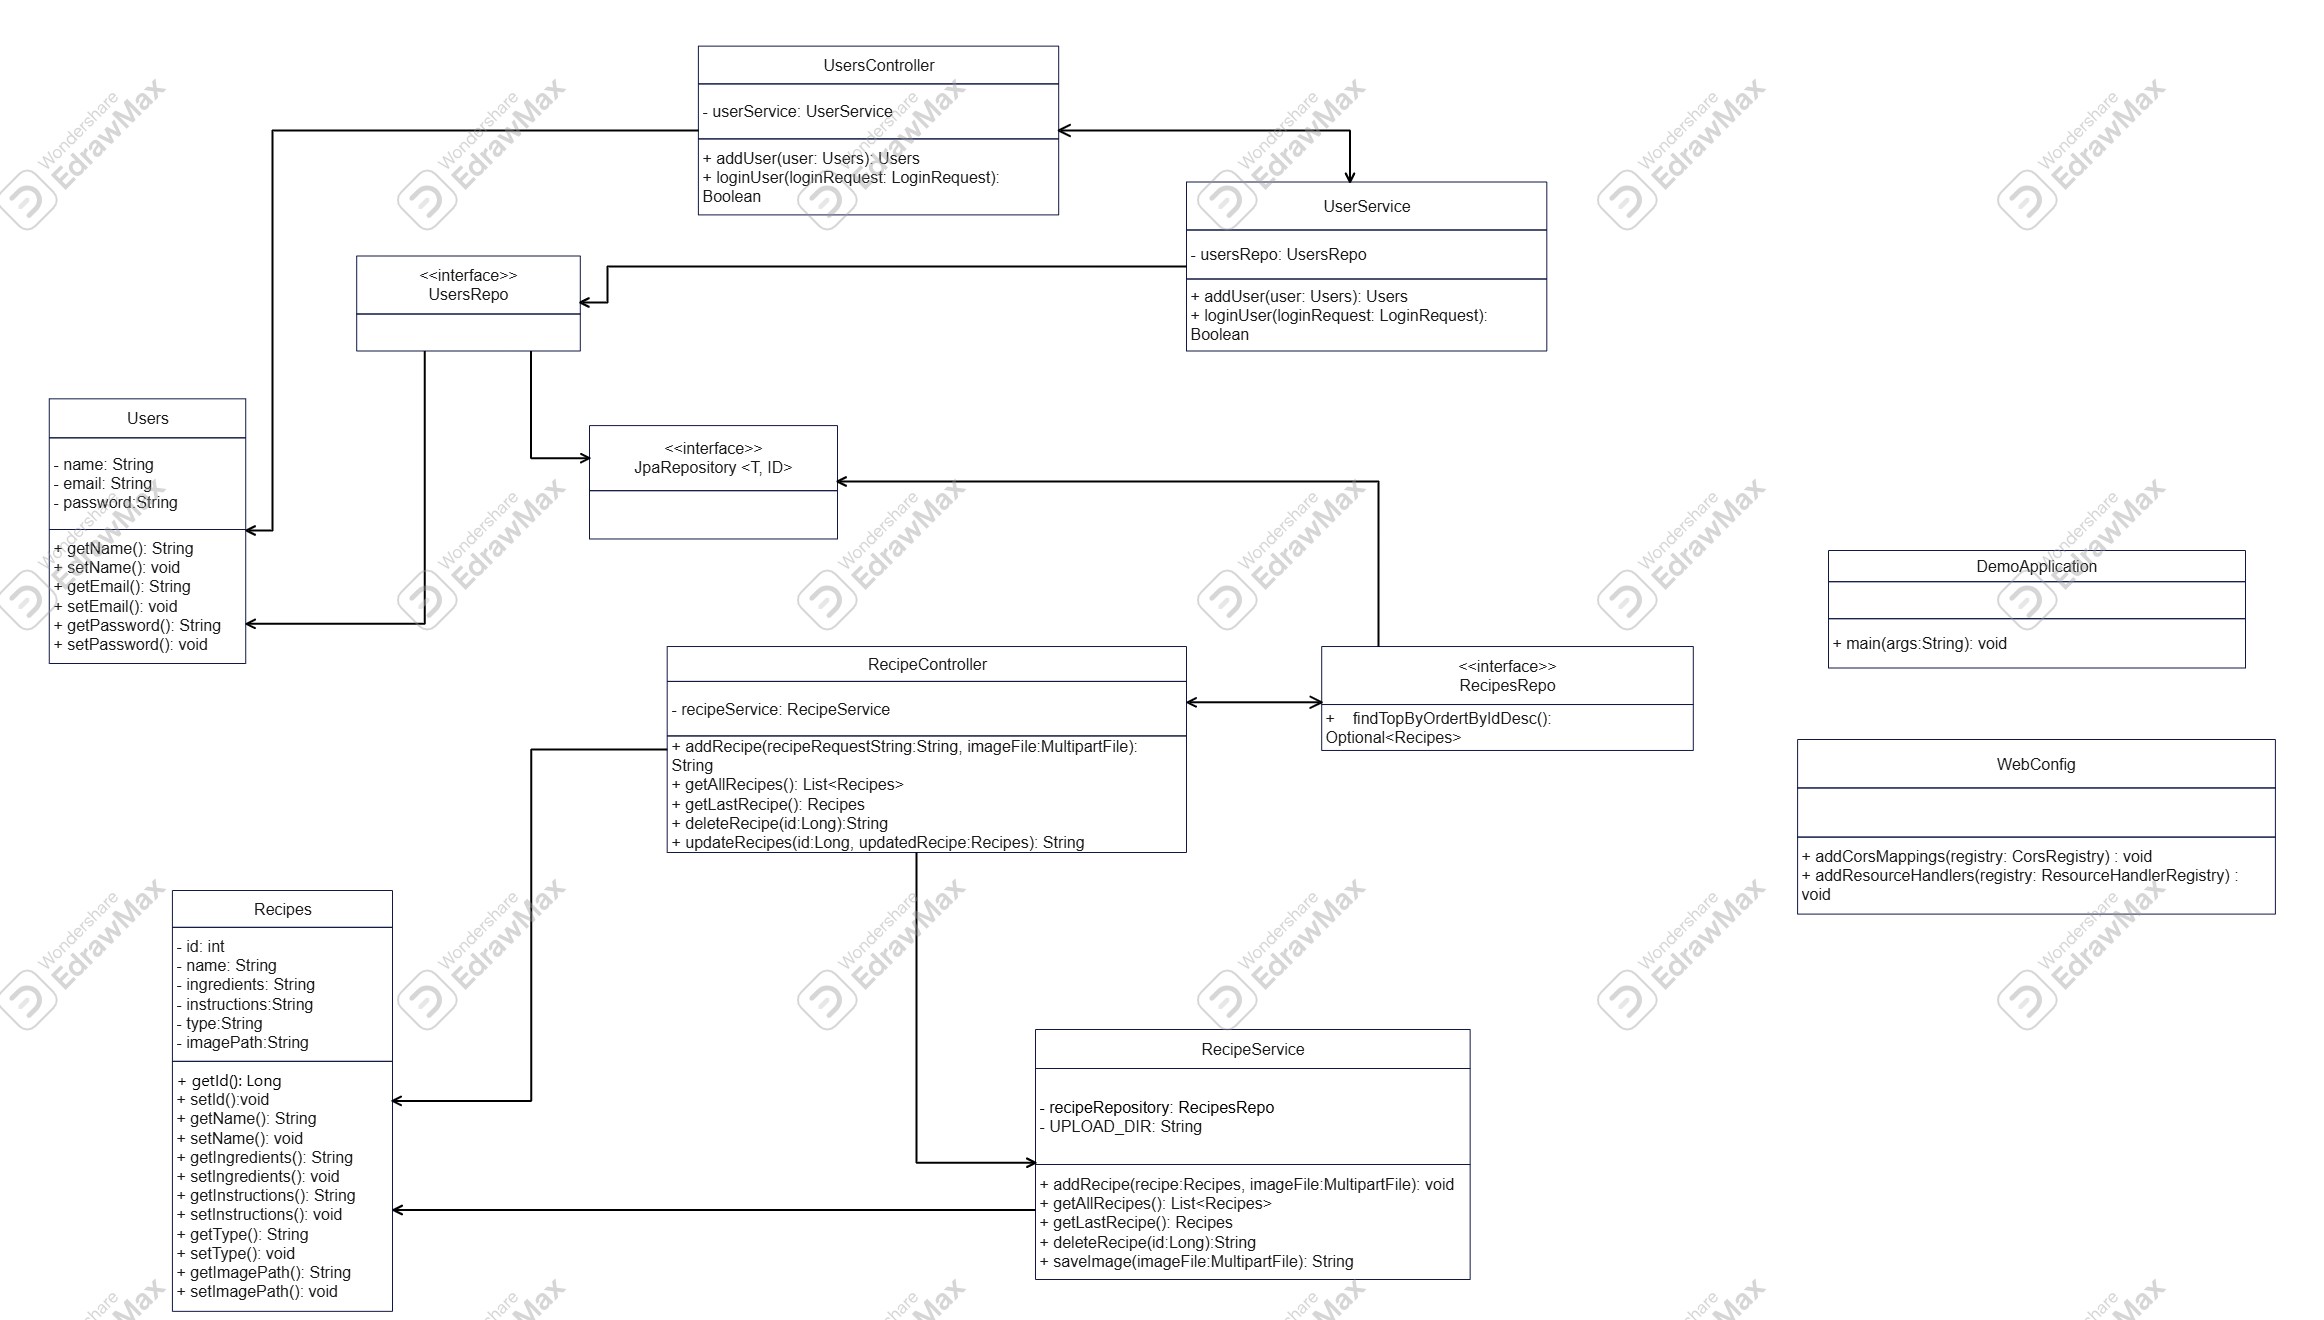 UsersController
- userService: UserService
+ addUser(user: Users): Users
+ loginUser(loginRequest: LoginRequest):
Boolean
UserService
- usersRepo: UsersRepo
+ addUser(user: Users): Users
+ loginUser(loginRequest: LoginRequest):
Boolean
<<interface>>
UsersRepo
Users
- name: String
- email: String
- password:String
+ getName(): String
+ setName(): void
+ getEmail(): String
+ setEmail(): void
+ getPassword(): String
+ setPassword(): void
<<interface>>
JpaRepository <T, ID>
DemoApplication
+ main(args:String): void
RecipeController
- recipeService: RecipeService
+ addRecipe(recipeRequestString:String, imageFile:MultipartFile):
String
+ getAllRecipes(): List<Recipes>
+ getLastRecipe(): Recipes
+ deleteRecipe(id:Long):String
+ updateRecipes(id:Long, updatedRecipe:Recipes): String
<<interface>>
RecipesRepo
+ findTopByOrdertByIdDesc():
Optional<Recipes>
WebConfig
+ addCorsMappings(registry: CorsRegistry) : void
+ addResourceHandlers(registry: ResourceHandlerRegistry) :
void
Recipes
- id: int
- name: String
- ingredients: String
- instructions:String
- type:String
- imagePath:String
+ getId(): Long
+ setId():void
+ getName(): String
+ setName(): void
+ getIngredients(): String
+ setIngredients(): void
+ getInstructions(): String
+ setInstructions(): void
+ getType(): String
+ setType(): void
+ getImagePath(): String
+ setImagePath(): void
RecipeService
- recipeRepository: RecipesRepo
- UPLOAD_DIR: String
+ addRecipe(recipe:Recipes, imageFile:MultipartFile): void
+ getAllRecipes(): List<Recipes>
+ getLastRecipe(): Recipes
+ deleteRecipe(id:Long):String
+ saveImage(imageFile:MultipartFile): String
Wondershare
EdrawMax